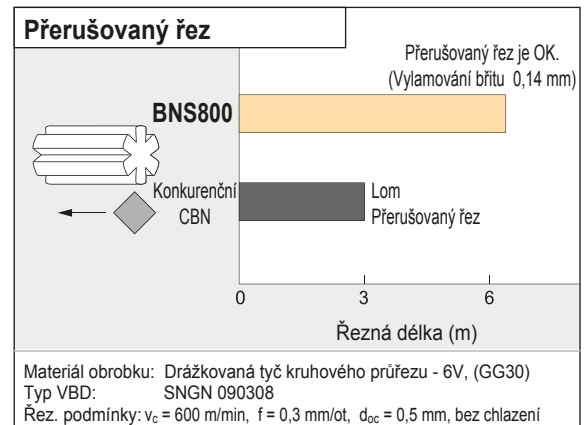 Přerušovaný řez
Přerušovaný řez je OK.
(Vylamování břitu 0,14 mm)
BNS800
Konkurenční
CBN
Lom
Přerušovaný řez
0 3 6
Řezná délka (m)
Materiál obrobku: Drážkovaná tyč kruhového průřezu - 6V, (GG30)
Typ VBD: SNGN 090308
Řez. podmínky: vc = 600 m/min, f = 0,3 mm/ot, doc = 0,5 mm, bez chlazení